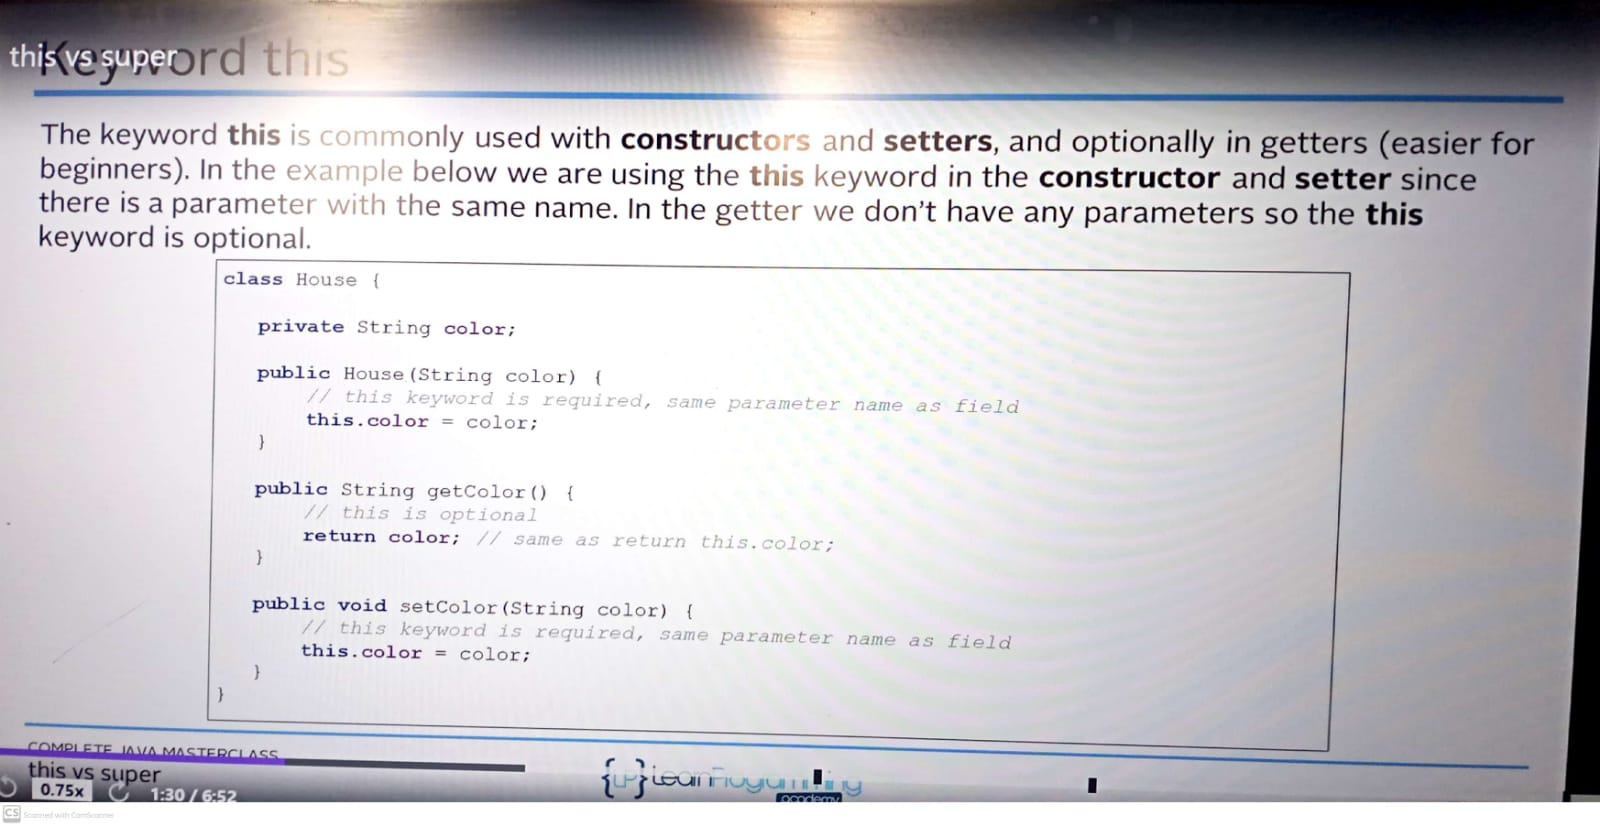 this vs super
Keyword this
The keyword this is commonly used with constructors and setters, and optionally in getters (easier for
beginners). In the example below we are using the this keyword in the constructor and setter since
there is a parameter with the same name. In the getter we don't have any parameters so the this
keyword is optional.
class House {
private String color;
public House(String color) {
// this keyword is required, same parameter name as field
this.color = color;
}
public String getColor() {
// this is optional
return color; // same as return this.color;
}
public void setColor(String color) {
// this keyword is required, same parameter name as field
this.color = color;
}
}
COMPLETE JAVA MASTERCLASS
this vs super
0.75x 1:30 / 6:52
academy
CS Scanned with CamScanner